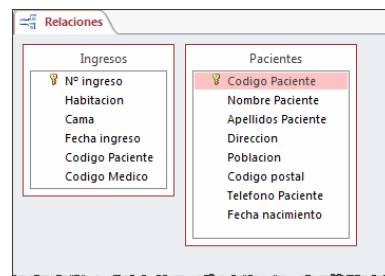 Relaciones
Ingresos
Nº ingreso
Habitacion
Cama
Fecha ingreso
Codigo Paciente
Codigo Medico
Pacientes
Codigo Paciente
Nombre Paciente
Apellidos Paciente
Direccion
Poblacion
Codigo postal
Telefono Paciente
Fecha nacimiento